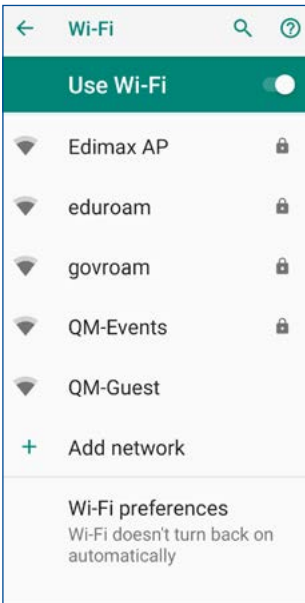 Wi-Fi
Use Wi-Fi
Edimax AP
eduroam
govroam
QM-Events
QM-Guest
Add network
Wi-Fi preferences
Wi-Fi doesn't turn back on
automatically